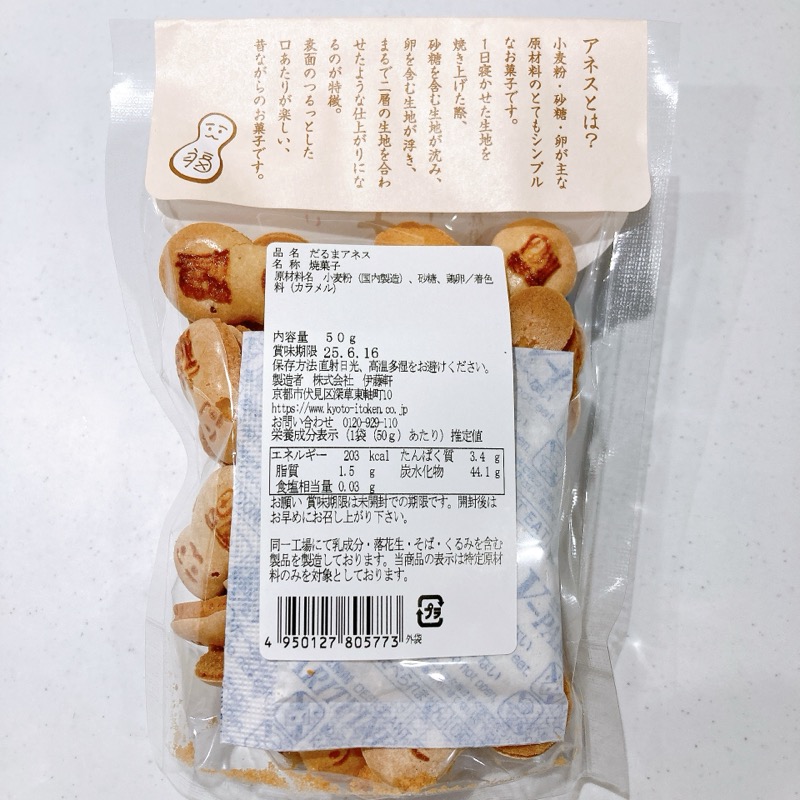 アネスとは?
小麦粉・砂糖・卵が主な
原材料のとてもシンプル
なお菓子です。
1日寝かせた生地を
焼き上げた際、
砂糖を含む生地が沈み、
卵を含む生地が浮き、
まるで二層の生地を合わ
せたような仕上がりにな
るのが特徴。
表面のつるっとした
口あたりが楽しい、
昔ながらのお菓子です。
福
品 名 だるまアネス
名 称 焼菓子
原材料名 小麦粉(国内製造)、砂糖、鶏卵/着色
料(カラメル)
内容量 50g
賞味期限 25.6.16
保存方法 直射日光、高温多湿をお避けください。
製造者 株式会社 伊藤軒
京都市伏見区深草東軸町10
https://www.kyoto-itoken.co.jp
お問い合わせ 0120-929-110
栄養成分表示(1袋(50g)あたり)推定値
エネルギー 203 kcal たんぱく質 3.4 g
脂質 1.5 g 炭水化物 44.1 g
食塩相当量 0.03 g
お願い 賞味期限は未開封での期限です。開封後は
お早めにお召し上がり下さい。
同一工場にて乳成分・落花生・そば・くるみを含む
製品を製造しております。当商品の表示は特定原材
料のみを対象としております。
4 950127 805773
プラ
外袋